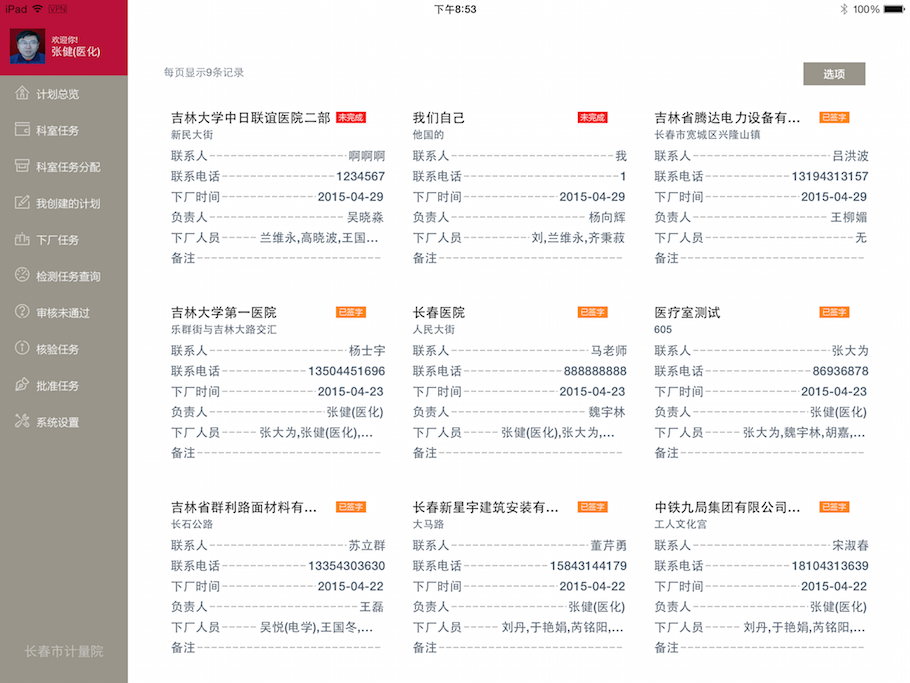 iPad VPN 下午8:53 100%
欢迎你!
张健(医化)
计划总览
科室任务
科室任务分配
我创建的计划
下厂任务
检测任务查询
审核未通过
核验任务
批准任务
系统设置
长春市计量院
每页显示9条记录 选项
吉林大学中日联谊医院二部 未完成
新民大街
联系人 啊啊啊
联系电话 1234567
下厂时间 2015-04-29
负责人 吴晓淼
下厂人员 兰维永,高晓波,王国...
备注
我们自己 未完成
他国的
联系人 我
联系电话 1
下厂时间 2015-04-29
负责人 杨向辉
下厂人员 刘,兰维永,齐秉菽
备注
吉林省腾达电力设备有... 已签字
长春市宽城区兴隆山镇
联系人 吕洪波
联系电话 13194313157
下厂时间 2015-04-29
负责人 王柳媚
下厂人员 无
备注
吉林大学第一医院 已签字
乐群街与吉林大路交汇
联系人 杨士宇
联系电话 13504451696
下厂时间 2015-04-23
负责人 张健(医化)
下厂人员 张大为,张健(医化),...
备注
长春医院 已签字
人民大街
联系人 马老师
联系电话 888888888
下厂时间 2015-04-23
负责人 魏宇林
下厂人员 张健(医化),张大为,...
备注
医疗室测试 已签字
605
联系人 张大为
联系电话 86936878
下厂时间 2015-04-23
负责人 张健(医化)
下厂人员 张大为,魏宇林,胡嘉,...
备注
吉林省群利路面材料有... 已签字
长石公路
联系人 苏立群
联系电话 13354303630
下厂时间 2015-04-22
负责人 王磊
下厂人员 吴悦(电学),王国冬,...
备注
长春新星宇建筑安装有... 已签字
大马路
联系人 董芹勇
联系电话 15843144179
下厂时间 2015-04-22
负责人 张健(医化)
下厂人员 刘丹,于艳娟,芮铭阳,...
备注
中铁九局集团有限公司... 已签字
工人文化宫
联系人 宋淑春
联系电话 18104313639
下厂时间 2015-04-22
负责人 张健(医化)
下厂人员 刘丹,于艳娟,芮铭阳,...
备注